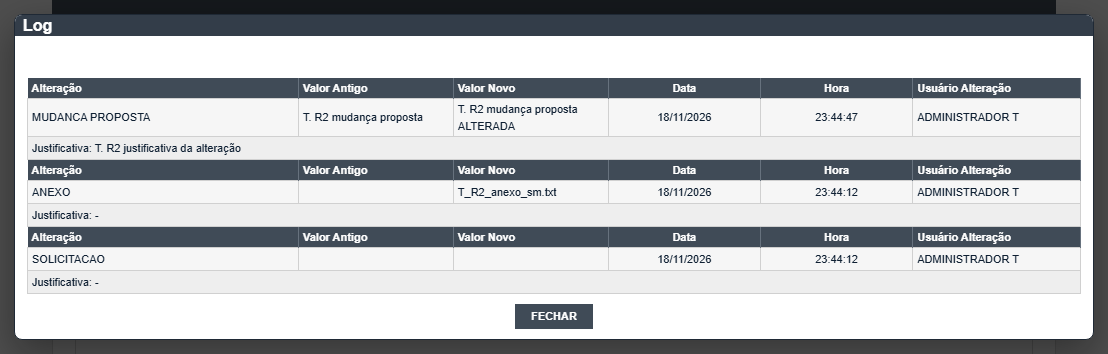 Log
Alteração Valor Antigo Valor Novo Data Hora Usuário Alteração
MUDANCA PROPOSTA T. R2 mudança proposta T. R2 mudança proposta ALTERADA 18/11/2026 23:44:47 ADMINISTRADOR T
Justificativa: T. R2 justificativa da alteração
Alteração Valor Antigo Valor Novo Data Hora Usuário Alteração
ANEXO T_R2_anexo_sm.txt 18/11/2026 23:44:12 ADMINISTRADOR T
Justificativa: -
Alteração Valor Antigo Valor Novo Data Hora Usuário Alteração
SOLICITACAO 18/11/2026 23:44:12 ADMINISTRADOR T
Justificativa: -
FECHAR